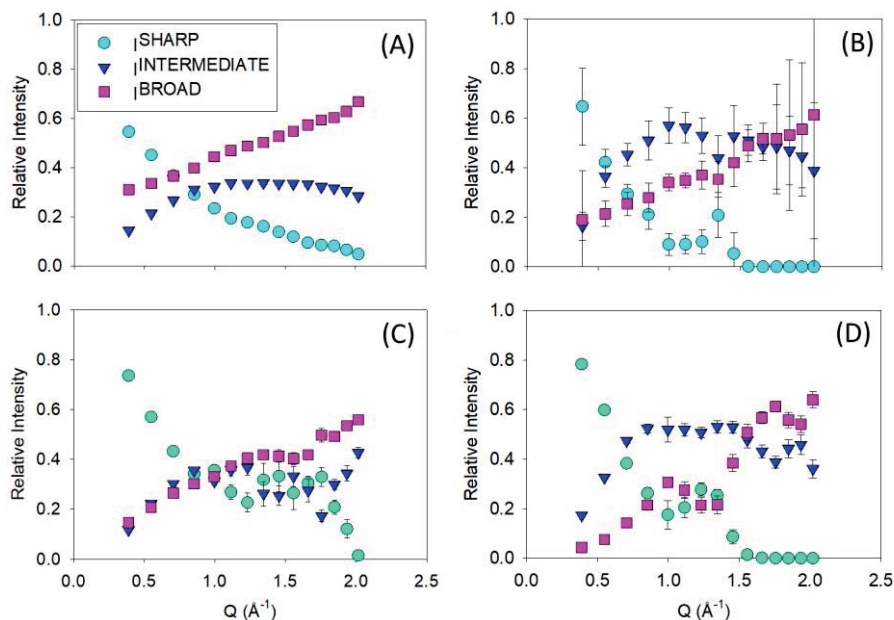 (A)
I^SHARP
I^INTERMEDIATE
I^BROAD
Relative Intensity
1.0
0.8
0.6
0.4
0.2
0.0
(B)
Relative Intensity
1.0
0.8
0.6
0.4
0.2
0.0
(C)
Relative Intensity
1.0
0.8
0.6
0.4
0.2
0.0
0.0 0.5 1.0 1.5 2.0 2.5
Q (Å⁻¹)
(D)
Relative Intensity
1.0
0.8
0.6
0.4
0.2
0.0
0.0 0.5 1.0 1.5 2.0 2.5
Q (Å⁻¹)